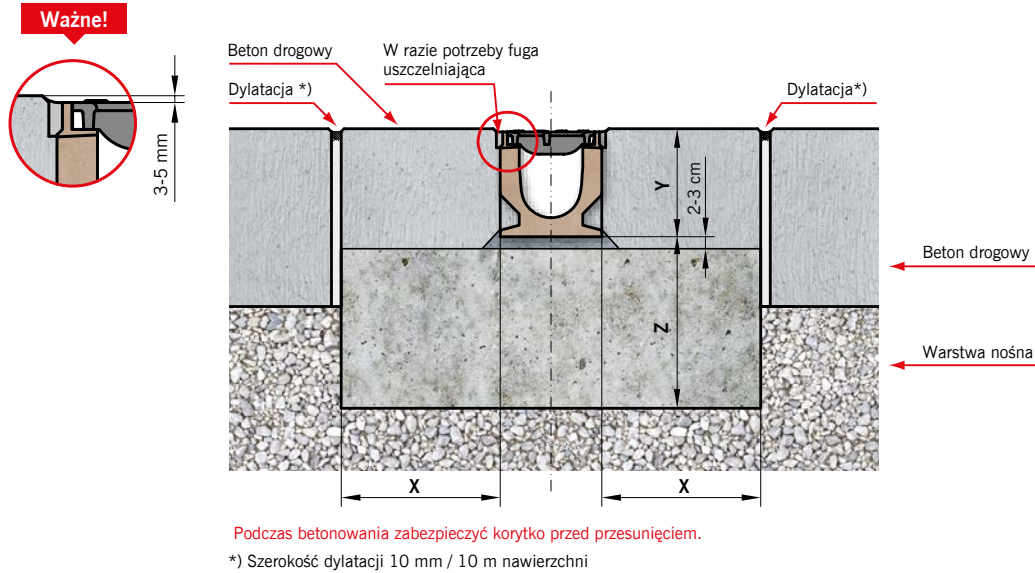 Ważne!
3-5 mm
Beton drogowy
W razie potrzeby fuga
uszczelniająca
Dylatacja *)
Dylatacja*)
Y
2-3 cm
Z
Beton drogowy
Warstwa nośna
X
X
Podczas betonowania zabezpieczyć korytko przed przesunięciem.
*) Szerokość dylatacji 10 mm / 10 m nawierzchni